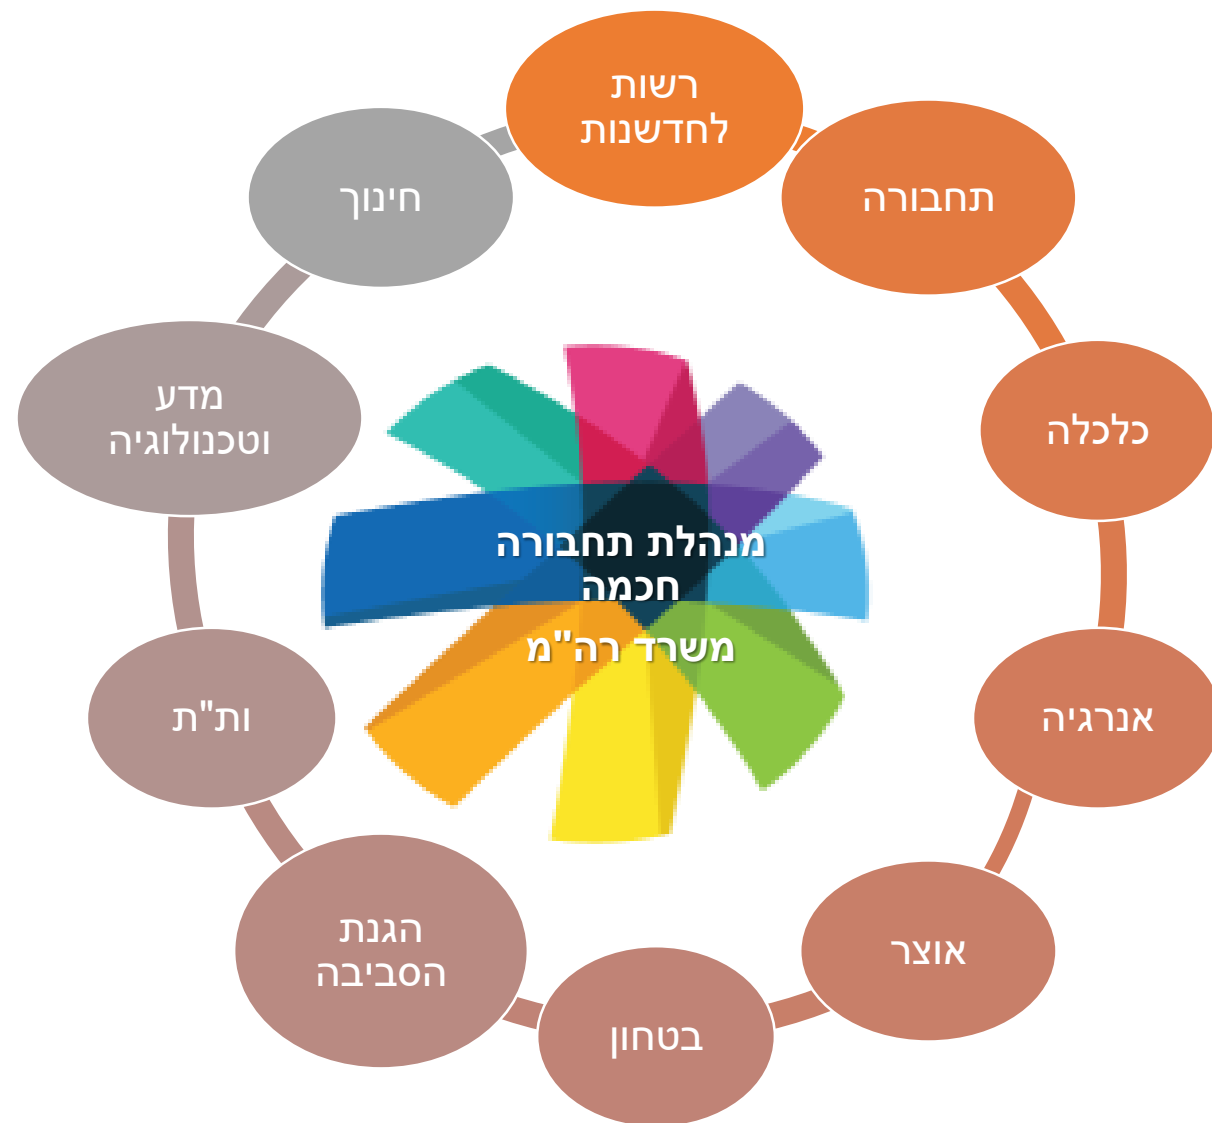 רשות
לחדשנות
תחבורה
כלכלה
אנרגיה
אוצר
בטחון
הגנת
הסביבה
ות"ת
מדע
וטכנולוגיה
חינוך
מנהלת תחבורה
חכמה
משרד רה"מ